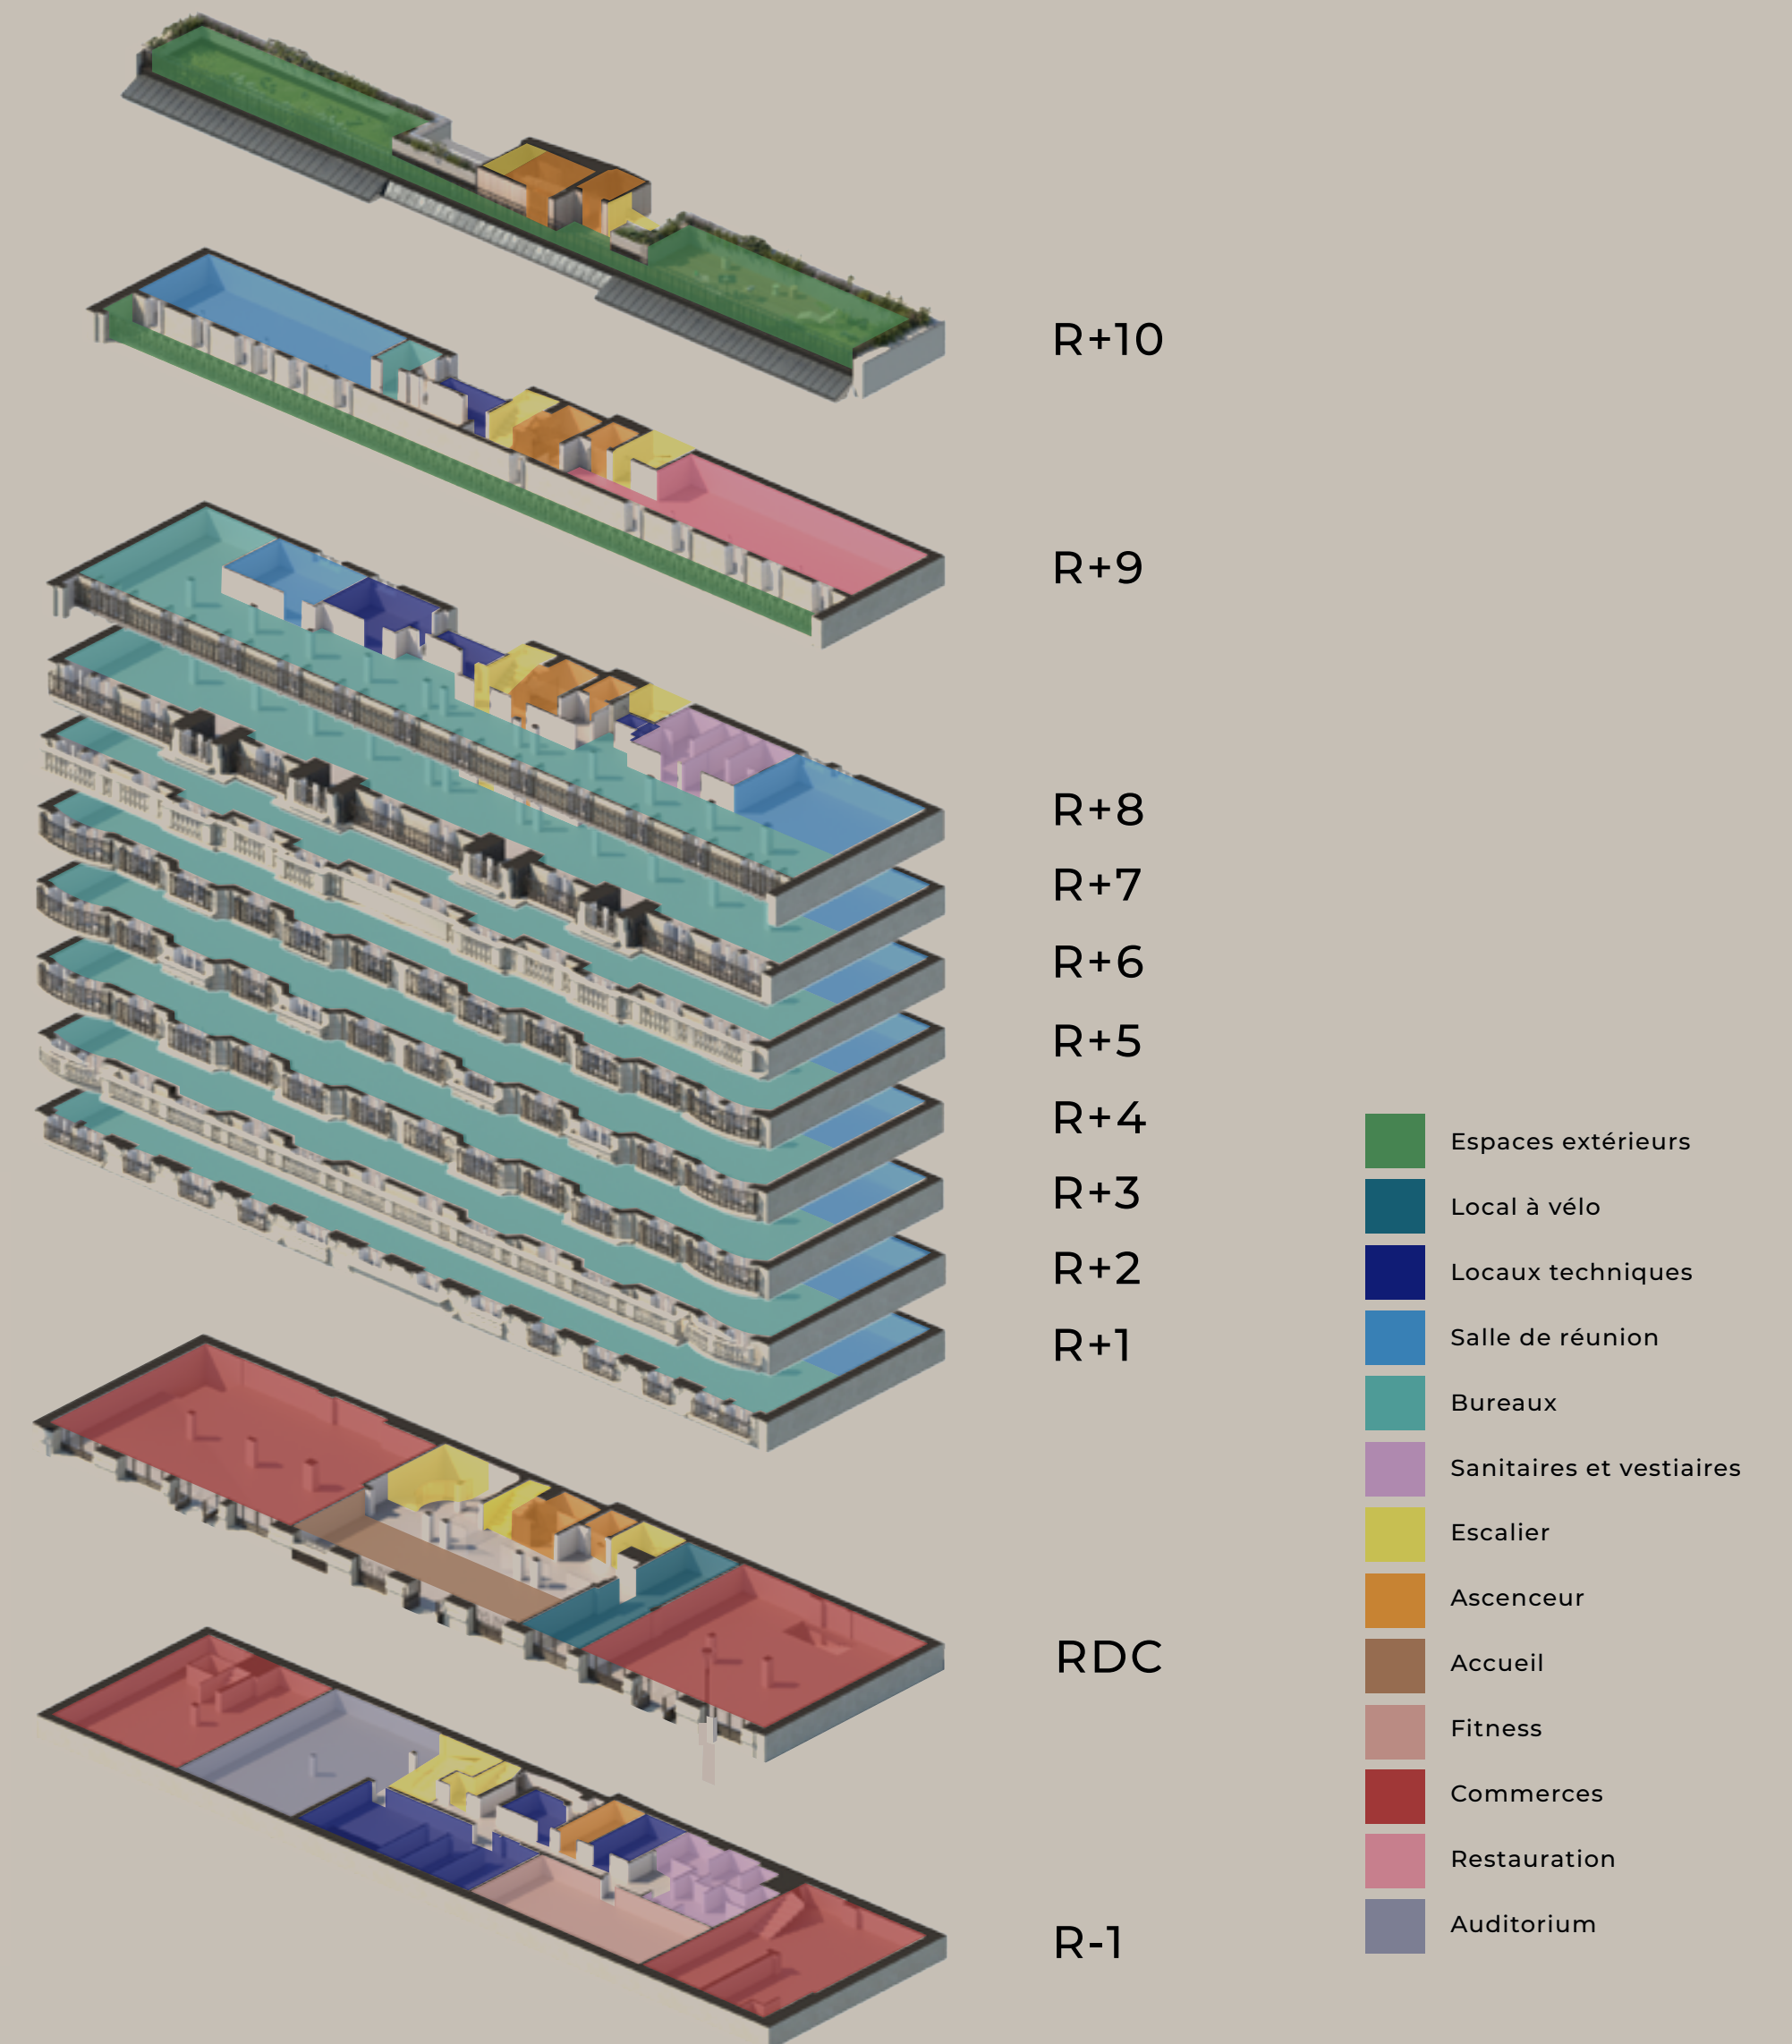 R+10
R+9
R+8
R+7
R+6
R+5
R+4
R+3
R+2
R+1
RDC
R-1
Espaces extérieurs
Local à vélo
Locaux techniques
Salle de réunion
Bureaux
Sanitaires et vestiaires
Escalier
Ascenceur
Accueil
Fitness
Commerces
Restauration
Auditorium